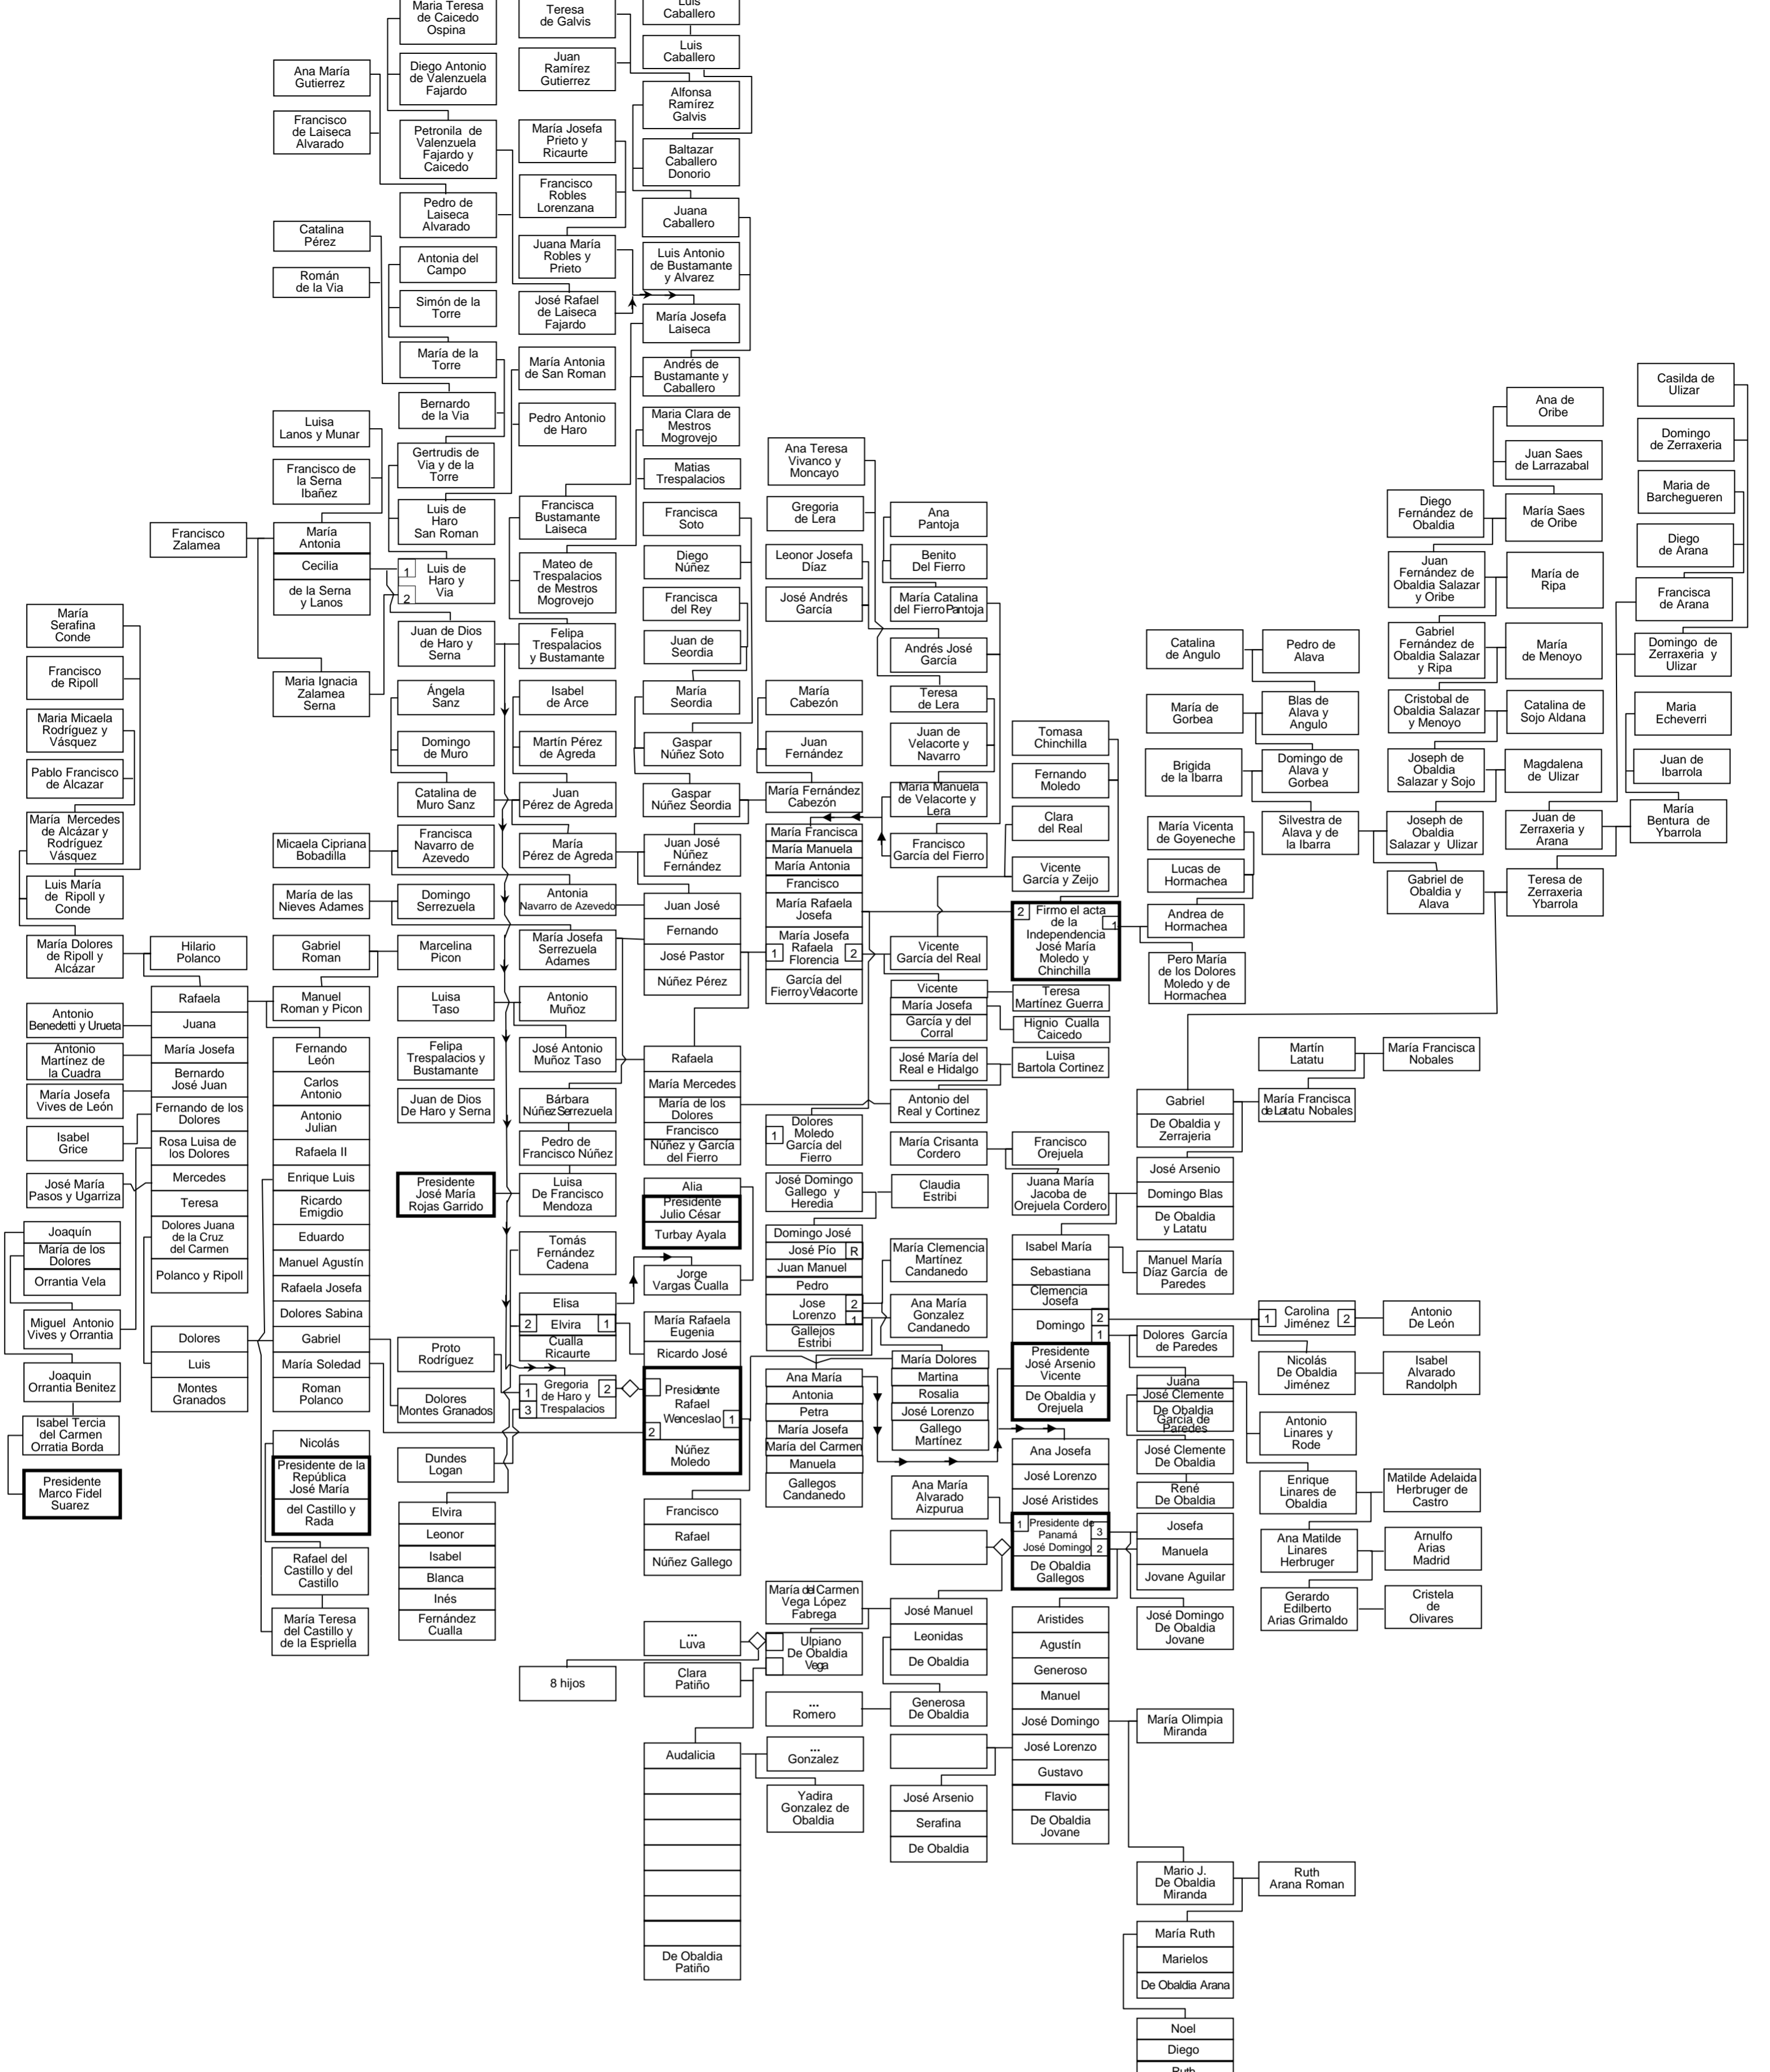 Maria Teresa
de Caicedo
Ospina
Teresa
de Galvis
Luis
Caballero
Luis
Caballero
Ana María
Gutierrez
Diego Antonio
de Valenzuela
Fajardo
Juan
Ramírez
Gutierrez
Alfonsa
Ramírez
Galvis
Francisco
de Laiseca
Alvarado
Petronila de
Valenzuela
Fajardo y
Caicedo
María Josefa
Prieto y
Ricaurte
Baltazar
Caballero
Donorio
Pedro de
Laiseca
Alvarado
Francisco
Robles
Lorenzana
Juana
Caballero
Catalina
Pérez
Antonia del
Campo
Juana María
Robles y
Prieto
Luis Antonio
de Bustamante
y Alvarez
Román
de la Via
Simón de la
Torre
José Rafael
de Laiseca
Fajardo
María Josefa
Laiseca
María de la
Torre
María Antonia
de San Roman
Andrés de
Bustamante y
Caballero
Bernardo
de la Via
Pedro Antonio
de Haro
Maria Clara de
Mestros
Mogrovejo
Luisa
Lanos y Munar
Gertrudis de
Via y de la
Torre
Matias
Trespalacios
Francisco de
la Serna
Ibañez
Luis de
Haro
San Roman
Francisca
Bustamante
Laiseca
Francisca
Soto
Francisco
Zalamea
María
Antonia
Cecilia
de la Serna
y Lanos
1
2
Luis de
Haro y
Via
Mateo de
Trespalacios
de Mestros
Mogrovejo
Diego
Núñez
Francisca
del Rey
Juan de Dios
de Haro y
Serna
Felipa
Trespalacios
y Bustamante
Juan de
Seordia
Maria Ignacia
Zalamea
Serna
Ángela
Sanz
Isabel
de Arce
María
Seordia
Domingo
de Muro
Martín Pérez
de Agreda
Gaspar
Núñez Soto
Catalina de
Muro Sanz
Juan
Pérez de Agreda
Gaspar
Núñez Seordia
Micaela Cipriana
Bobadilla
Francisca
Navarro de
Azevedo
María
Pérez de Agreda
Juan José
Núñez
Fernández
María de las
Nieves Adames
Domingo
Serrezuela
Antonia
Navarro de Azevedo
Juan José
Fernando
José Pastor
Núñez Pérez
Gabriel
Roman
Marcelina
Picon
María Josefa
Serrezuela
Adames
María
Serafina
Conde
Francisco
de Ripoll
Maria Micaela
Rodríguez y
Vásquez
Pablo Francisco
de Alcazar
María Mercedes
de Alcázar y
Rodríguez
Vásquez
Luis María
de Ripoll y
Conde
María Dolores
de Ripoll y
Alcázar
Hilario
Polanco
Ana Teresa
Vivanco y
Moncayo
Gregoria
de Lera
Ana
Pantoja
Leonor Josefa
Díaz
Benito
Del Fierro
José Andrés
García
María Catalina
del Fierro Pantoja
Andrés José
García
María
Cabezón
Teresa
de Lera
Juan
Fernández
Juan de
Velacorte y
Navarro
Tomasa
Chinchilla
Fernando
Moledo
María Fernández
Cabezón
María Manuela
de Velacorte y
Lera
Clara
del Real
María Francisca
María Manuela
María Antonia
Francisco
María Rafaela
Josefa
1
María Josefa
Rafaela
Florencia
2
García del
Fierro y Velacorte
Francisco
García del Fierro
Vicente
García y Zeijo
2
Firmo el acta
de la
Independencia
José María
Moledo y
Chinchilla
1
Vicente
García del Real
María Vicenta
de Goyeneche
Lucas de
Hormachea
Andrea de
Hormachea
Pero María
de los Dolores
Moledo y de
Hormachea
Catalina
de Angulo
Pedro de
Alava
María de
Gorbea
Blas de
Alava y
Angulo
Brigida
de la Ibarra
Domingo de
Alava y
Gorbea
Silvestra de
Alava y de
la Ibarra
Casilda de
Ulizar
Ana de
Oribe
Domingo
de Zerraxeria
Juan Saes
de Larrazabal
Maria de
Barchegueren
Diego
Fernández de
Obaldia
María Saes
de Oribe
Diego
de Arana
Juan
Fernández de
Obaldia Salazar
y Oribe
María de
Ripa
Francisca
de Arana
Gabriel
Fernández de
Obaldia Salazar
y Ripa
María
de Menoyo
Domingo de
Zerraxeria y
Ulizar
Cristobal de
Obaldia Salazar
y Menoyo
Catalina de
Sojo Aldana
Maria
Echeverri
Joseph de
Obaldia
Salazar y Sojo
Magdalena
de Ulizar
Juan de
Ibarrola
Joseph de
Obaldia
Salazar y Ulizar
Juan de
Zerraxeria y
Arana
María
Bentura de
Ybarrola
Gabriel de
Obaldia y
Alava
Teresa de
Zerraxeria
Ybarrola
Antonio
Benedetti y Urueta
Antonio
Martínez de
la Cuadra
María Josefa
Vives de León
Isabel
Grice
José María
Pasos y Ugarriza
Joaquín
María de los
Dolores
Orrantia Vela
Miguel Antonio
Vives y Orrantia
Joaquin
Orrantia Benitez
Isabel Tercia
del Carmen
Orratia Borda
Presidente
Marco Fidel
Suarez
Rafaela
Juana
María Josefa
Bernardo
José Juan
Fernando de los
Dolores
Rosa Luisa de
los Dolores
Mercedes
Teresa
Dolores Juana
de la Cruz
del Carmen
Polanco y Ripoll
Dolores
Luis
Montes
Granados
Manuel
Roman y Picon
Fernando
León
Carlos
Antonio
Antonio
Julian
Rafaela II
Enrique Luis
Ricardo
Emigdio
Eduardo
Manuel Agustín
Rafaela Josefa
Dolores Sabina
Gabriel
María Soledad
Roman
Polanco
Nicolás
Presidente de la
República
José María
del Castillo y
Rada
Rafael del
Castillo y del
Castillo
María Teresa
del Castillo y
de la Espriella
Luisa
Taso
Antonio
Muñoz
Felipa
Trespalacios y
Bustamante
José Antonio
Muñoz Taso
Juan de Dios
De Haro y Serna
Bárbara
Núñez Serrezuela
Pedro de
Francisco Núñez
Presidente
José María
Rojas Garrido
Luisa
De Francisco
Mendoza
Tomás
Fernández
Cadena
Elisa
2
Elvira
1
Cualla
Ricaurte
Proto
Rodríguez
Dolores
Montes Granados
1
3
Gregoria
de Haro y
Trespalacios
2
Dundes
Logan
Elvira
Leonor
Isabel
Blanca
Inés
Fernández
Cualla
8 hijos
Rafaela
María Mercedes
María de los
Dolores
Francisco
Núñez y García
del Fierro
Alia
Presidente
Julio César
Turbay Ayala
Jorge
Vargas Cualla
María Rafaela
Eugenia
Ricardo José
Presidente
Rafael
Wenceslao
1
2
Núñez
Moledo
Francisco
Rafael
Núñez Gallego
...
Luva
Clara
Patiño
Audalicia
De Obaldia
Patiño
Vicente
María Josefa
García y del
Corral
Teresa
Martínez Guerra
Hignio Cualla
Caicedo
José María del
Real e Hidalgo
Luisa
Bartola Cortinez
Antonio del
Real y Cortinez
1
Dolores
Moledo
García del
Fierro
María Crisanta
Cordero
Francisco
Orejuela
José Domingo
Gallego y
Heredia
Claudia
Estribi
Juana María
Jacoba de
Orejuela Cordero
Domingo José
José Pío
R
Juan Manuel
Pedro
Jose
Lorenzo
2
1
Gallejos
Estribi
María Clemencia
Martínez
Candanedo
Ana María
Gonzalez
Candanedo
Ana María
Antonia
Petra
María Josefa
María del Carmen
Manuela
Gallegos
Candanedo
María Dolores
Martina
Rosalia
José Lorenzo
Gallego
Martínez
Ana María
Alvarado
Aizpurua
María del Carmen
Vega López
Fabrega
Ulpiano
De Obaldia
Vega
...
Romero
...
Gonzalez
Yadira
Gonzalez de
Obaldia
José Manuel
Leonidas
De Obaldia
Generosa
De Obaldia
José Arsenio
Serafina
De Obaldia
Martín
Latatu
María Francisca
Nobales
Gabriel
De Obaldia y
Zerrajeria
María Francisca
de Latatu Nobales
José Arsenio
Domingo Blas
De Obaldia
y Latatu
Isabel María
Sebastiana
Clemencia
Josefa
Domingo
2
1
Presidente
José Arsenio
Vicente
De Obaldia y
Orejuela
Manuel María
Díaz García de
Paredes
Dolores García
de Paredes
1
Carolina
Jiménez
2
Antonio
De León
Nicolás
De Obaldia
Jiménez
Isabel
Alvarado
Randolph
Juana
José Clemente
De Obaldia
García de
Paredes
Antonio
Linares y
Rode
José Clemente
De Obaldia
René
De Obaldia
Enrique
Linares de
Obaldia
Matilde Adelaida
Herbruger de
Castro
Ana Matilde
Linares
Herbruger
Arnulfo
Arias
Madrid
Gerardo
Edilberto
Arias Grimaldo
Cristela
de
Olivares
Ana Josefa
José Lorenzo
José Aristides
1
Presidente de
Panamá
José Domingo
3
2
De Obaldia
Gallegos
Josefa
Manuela
Jovane Aguilar
José Domingo
De Obaldia
Jovane
Aristides
Agustín
Generoso
Manuel
José Domingo
José Lorenzo
Gustavo
Flavio
De Obaldia
Jovane
María Olimpia
Miranda
Mario J.
De Obaldia
Miranda
Ruth
Arana Roman
María Ruth
Marielos
De Obaldia Arana
Noel
Diego
Ruth